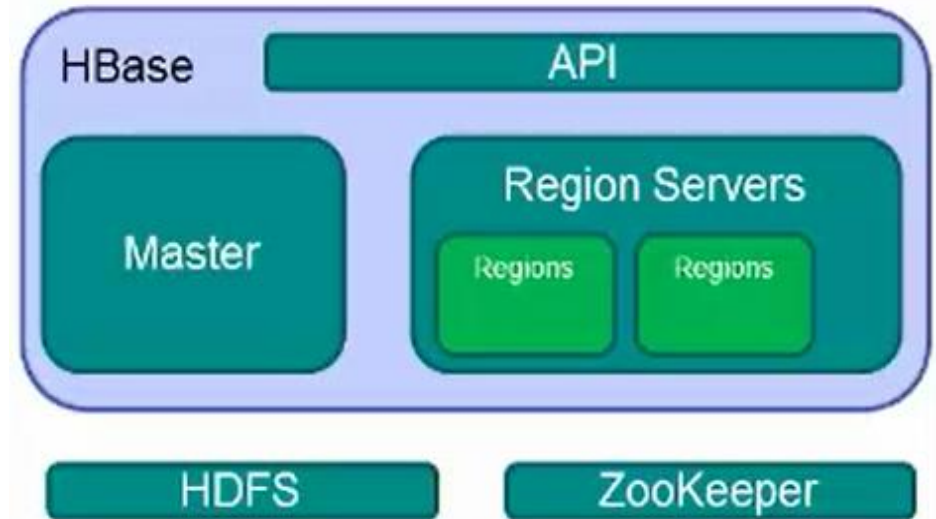 HBase
API
Master
Region Servers
Regions
Regions
HDFS
ZooKeeper